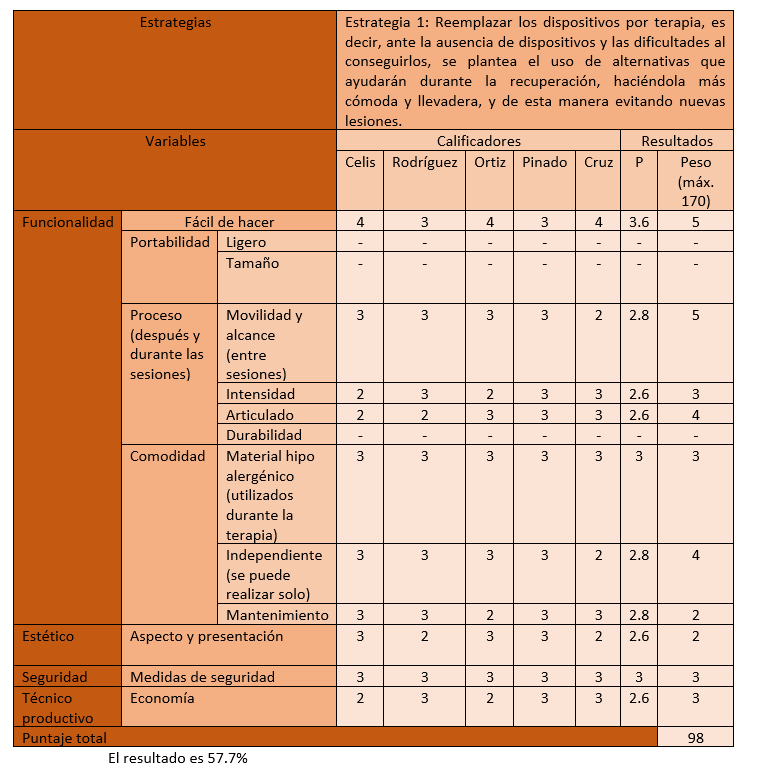 Estrategias
Estrategia 1: Reemplazar los dispositivos por terapia, es
decir, ante la ausencia de dispositivos y las dificultades al
conseguirlos, se plantea el uso de alternativas que
ayudarán durante la recuperación, haciéndola más
cómoda y llevadera, y de esta manera evitando nuevas
lesiones.
Variables Calificadores Resultados
Celis Rodríguez Ortiz Pinado Cruz P Peso
(máx.
170)
Funcionalidad Fácil de hacer 4 3 4 3 4 3.6 5
Portabilidad Ligero - - - - - - -
Tamaño - - - - - - -
Proceso Movilidad y 3 3 3 3 2 2.8 5
(después y alcance
durante las (entre
sesiones) sesiones)
Intensidad 2 3 2 3 3 2.6 3
Articulado 2 2 3 3 3 2.6 4
Durabilidad - - - - - - -
Comodidad Material hipo 3 3 3 3 3 3 3
alergénico
(utilizados
durante la
terapia)
Independiente 3 3 3 3 2 2.8 4
(se puede
realizar solo)
Mantenimiento 3 3 2 3 3 2.8 2
Estético Aspecto y presentación 3 2 3 3 2 2.6 2
Seguridad Medidas de seguridad 3 3 3 3 3 3 3
Técnico Economía 2 3 2 3 3 2.6 3
productivo
Puntaje total 98
El resultado es 57.7%